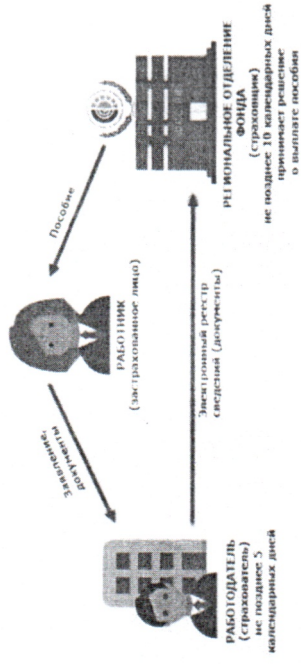 Пособие
РАБОТНИК
(застрахованное лицо)
Заявление,
документы
Электронный реестр
сведений (документы)
РАБОТОДАТЕЛЬ
(страхователь)
не позднее 5
календарных дней
РЕГИОНАЛЬНОЕ ОТДЕЛЕНИЕ
ФОНДА
(страховщик)
не позднее 10 календарных дней
принимает решение
о выплате пособия